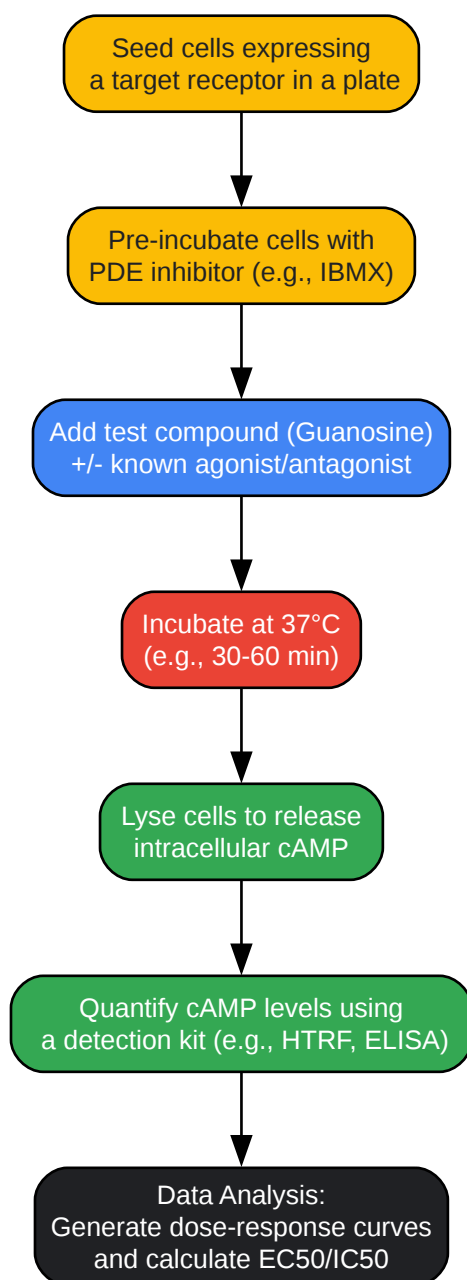 Seed cells expressing
a target receptor in a plate
Pre-incubate cells with
PDE inhibitor (e.g., IBMX)
Add test compound (Guanosine)
+/- known agonist/antagonist
Incubate at 37°C
(e.g., 30-60 min)
Lyse cells to release
intracellular cAMP
Quantify cAMP levels using
a detection kit (e.g., HTRF, ELISA)
Data Analysis:
Generate dose-response curves
and calculate EC50/IC50